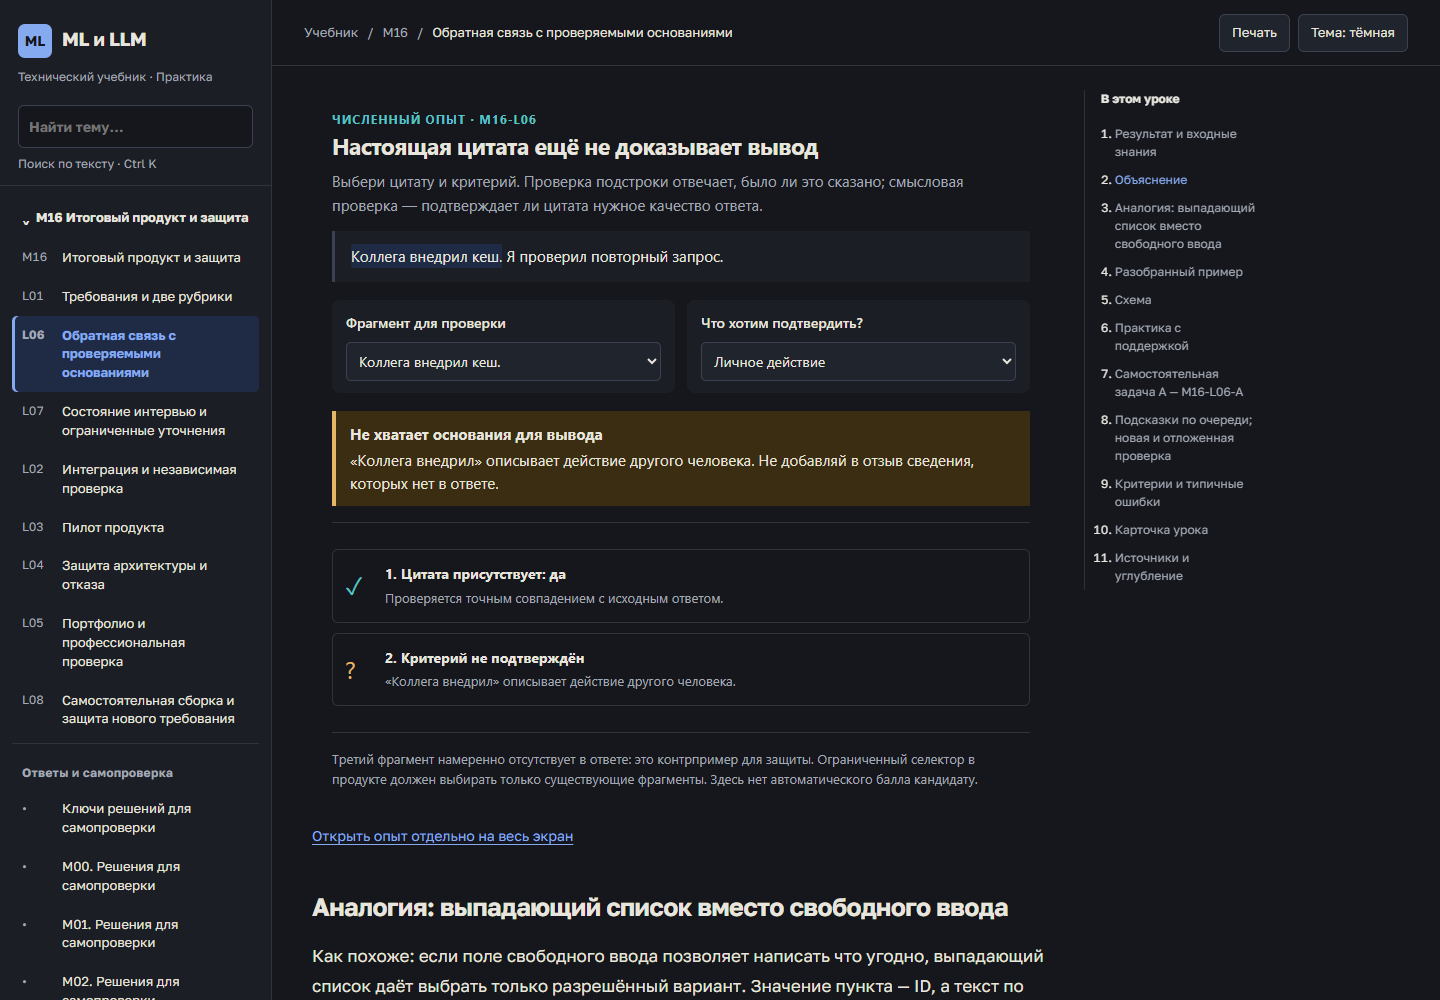 ML
ML и LLM
Технический учебник · Практика
Найти тему...
Поиск по тексту · Ctrl K
M16 Итоговый продукт и защита
M16 Итоговый продукт и защита
L01 Требования и две рубрики
L06 Обратная связь с
проверяемыми
основаниями
L07 Состояние интервью и
ограниченные уточнения
L02 Интеграция и независимая
проверка
L03 Пилот продукта
L04 Защита архитектуры и
отказа
L05 Портфолио и
профессиональная
проверка
L08 Самостоятельная сборка и
защита нового требования
Ответы и самопроверка
• Ключи решений для
самопроверки
• M00. Решения для
самопроверки
• M01. Решения для
самопроверки
• M02. Решения для
самопроверки
Учебник / M16 / Обратная связь с проверяемыми основаниями
Печать
Тема: тёмная
ЧИСЛЕННЫЙ ОПЫТ · M16-L06
Настоящая цитата ещё не доказывает вывод
Выбери цитату и критерий. Проверка подстроки отвечает, было ли это сказано; смысловая
проверка — подтверждает ли цитата нужное качество ответа.
Коллега внедрил кеш. Я проверил повторный запрос.
Фрагмент для проверки
Коллега внедрил кеш.
Что хотим подтвердить?
Личное действие
Не хватает основания для вывода
«Коллега внедрил» описывает действие другого человека. Не добавляй в отзыв сведения,
которых нет в ответе.
✓
1. Цитата присутствует: да
Проверяется точным совпадением с исходным ответом.
?
2. Критерий не подтверждён
«Коллега внедрил» описывает действие другого человека.
Третий фрагмент намеренно отсутствует в ответе: это контрпример для защиты. Ограниченный селектор в
продукте должен выбирать только существующие фрагменты. Здесь нет автоматического балла кандидату.
Открыть опыт отдельно на весь экран
Аналогия: выпадающий список вместо свободного ввода
Как похоже: если поле свободного ввода позволяет написать что угодно, выпадающий
список даёт выбрать только разрешённый вариант. Значение пункта — ID, а текст по
В этом уроке
1. Результат и входные
знания
2. Объяснение
3. Аналогия: выпадающий
список вместо
свободного ввода
4. Разобранный пример
5. Схема
6. Практика с
поддержкой
7. Самостоятельная
задача A — M16-L06-A
8. Подсказки по очереди;
новая и отложенная
проверка
9. Критерии и типичные
ошибки
10. Карточка урока
11. Источники и
углубление